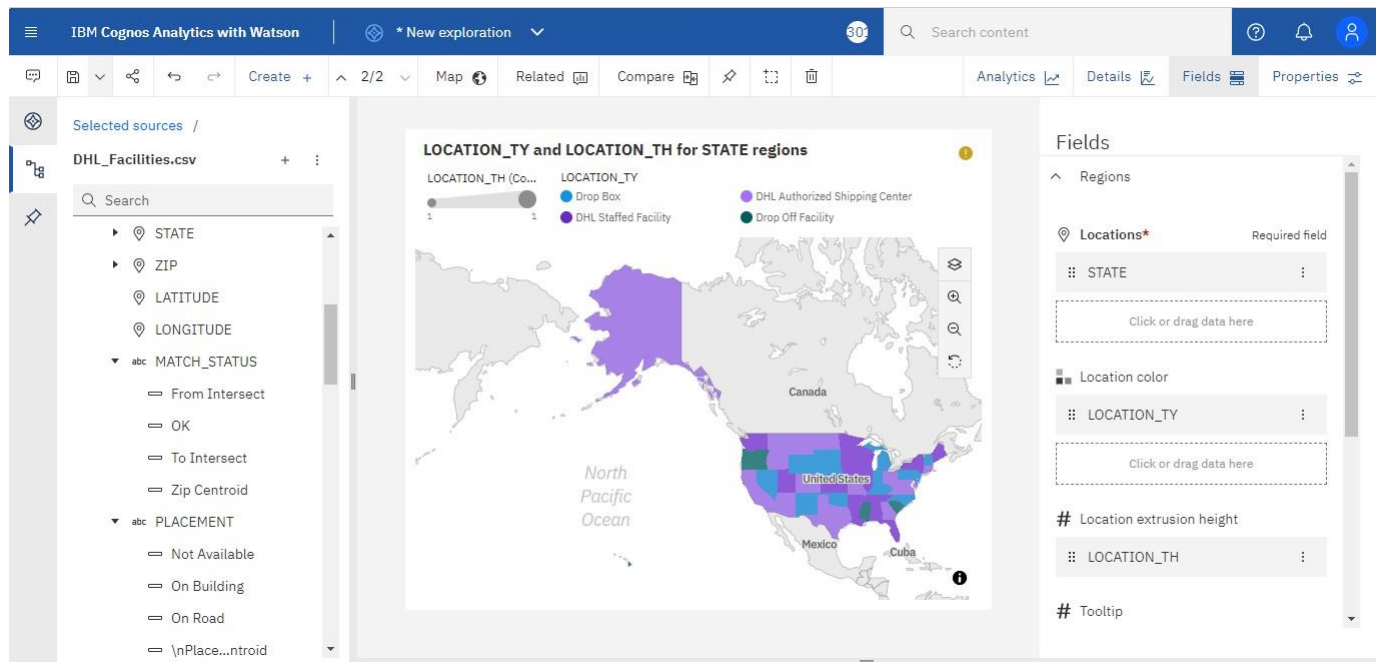 IBM Cognos Analytics with Watson
* New exploration
301
Search content
Create +
2/2
Map
Related
Compare
Analytics
Details
Fields
Properties
Selected sources /
DHL_Facilities.csv
Search
STATE
ZIP
LATITUDE
LONGITUDE
abc MATCH_STATUS
From Intersect
OK
To Intersect
Zip Centroid
abc PLACEMENT
Not Available
On Building
On Road
\nPlace...ntroid
LOCATION_TY and LOCATION_TH for STATE regions
LOCATION_TH (Co...
1 1
LOCATION_TY
Drop Box
DHL Authorized Shipping Center
DHL Staffed Facility
Drop Off Facility
Canada
United States
North
Pacific
Ocean
Mexico
Cuba
Fields
Regions
Locations* Required field
STATE
Click or drag data here
Location color
LOCATION_TY
Click or drag data here
# Location extrusion height
LOCATION_TH
# Tooltip